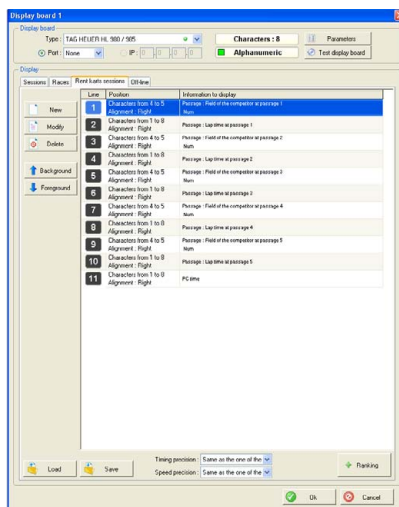 Display board 1
Display board
Type : TAG HEUER HL 980 / 985
Characters : 8
Parameters
Port : None
IP : 0 . 0 . 0 . 0
Alphanumeric
Test display board
Display
Sessions Races Rent karts sessions Off-line
Line Position Information to display
New
Modify
Delete
Background
Foreground
1 Characters from 4 to 5 Passage : Field of the competitor at passage 1
Alignment : Right Num
2 Characters from 1 to 8 Passage : Lap time at passage 1
Alignment : Right
3 Characters from 4 to 5 Passage : Field of the competitor at passage 2
Alignment : Right Num
4 Characters from 1 to 8 Passage : Lap time at passage 2
Alignment : Right
5 Characters from 4 to 5 Passage : Field of the competitor at passage 3
Alignment : Right Num
6 Characters from 1 to 8 Passage : Lap time at passage 3
Alignment : Right
7 Characters from 4 to 5 Passage : Field of the competitor at passage 4
Alignment : Right Num
8 Characters from 1 to 8 Passage : Lap time at passage 4
Alignment : Right
9 Characters from 4 to 5 Passage : Field of the competitor at passage 5
Alignment : Right Num
10 Characters from 1 to 8 Passage : Lap time at passage 5
Alignment : Right
11 Characters from 1 to 8 PC time
Alignment : Right
Load
Save
Timing precision : Same as the one of the
Speed precision : Same as the one of the
Ranking
Ok
Cancel